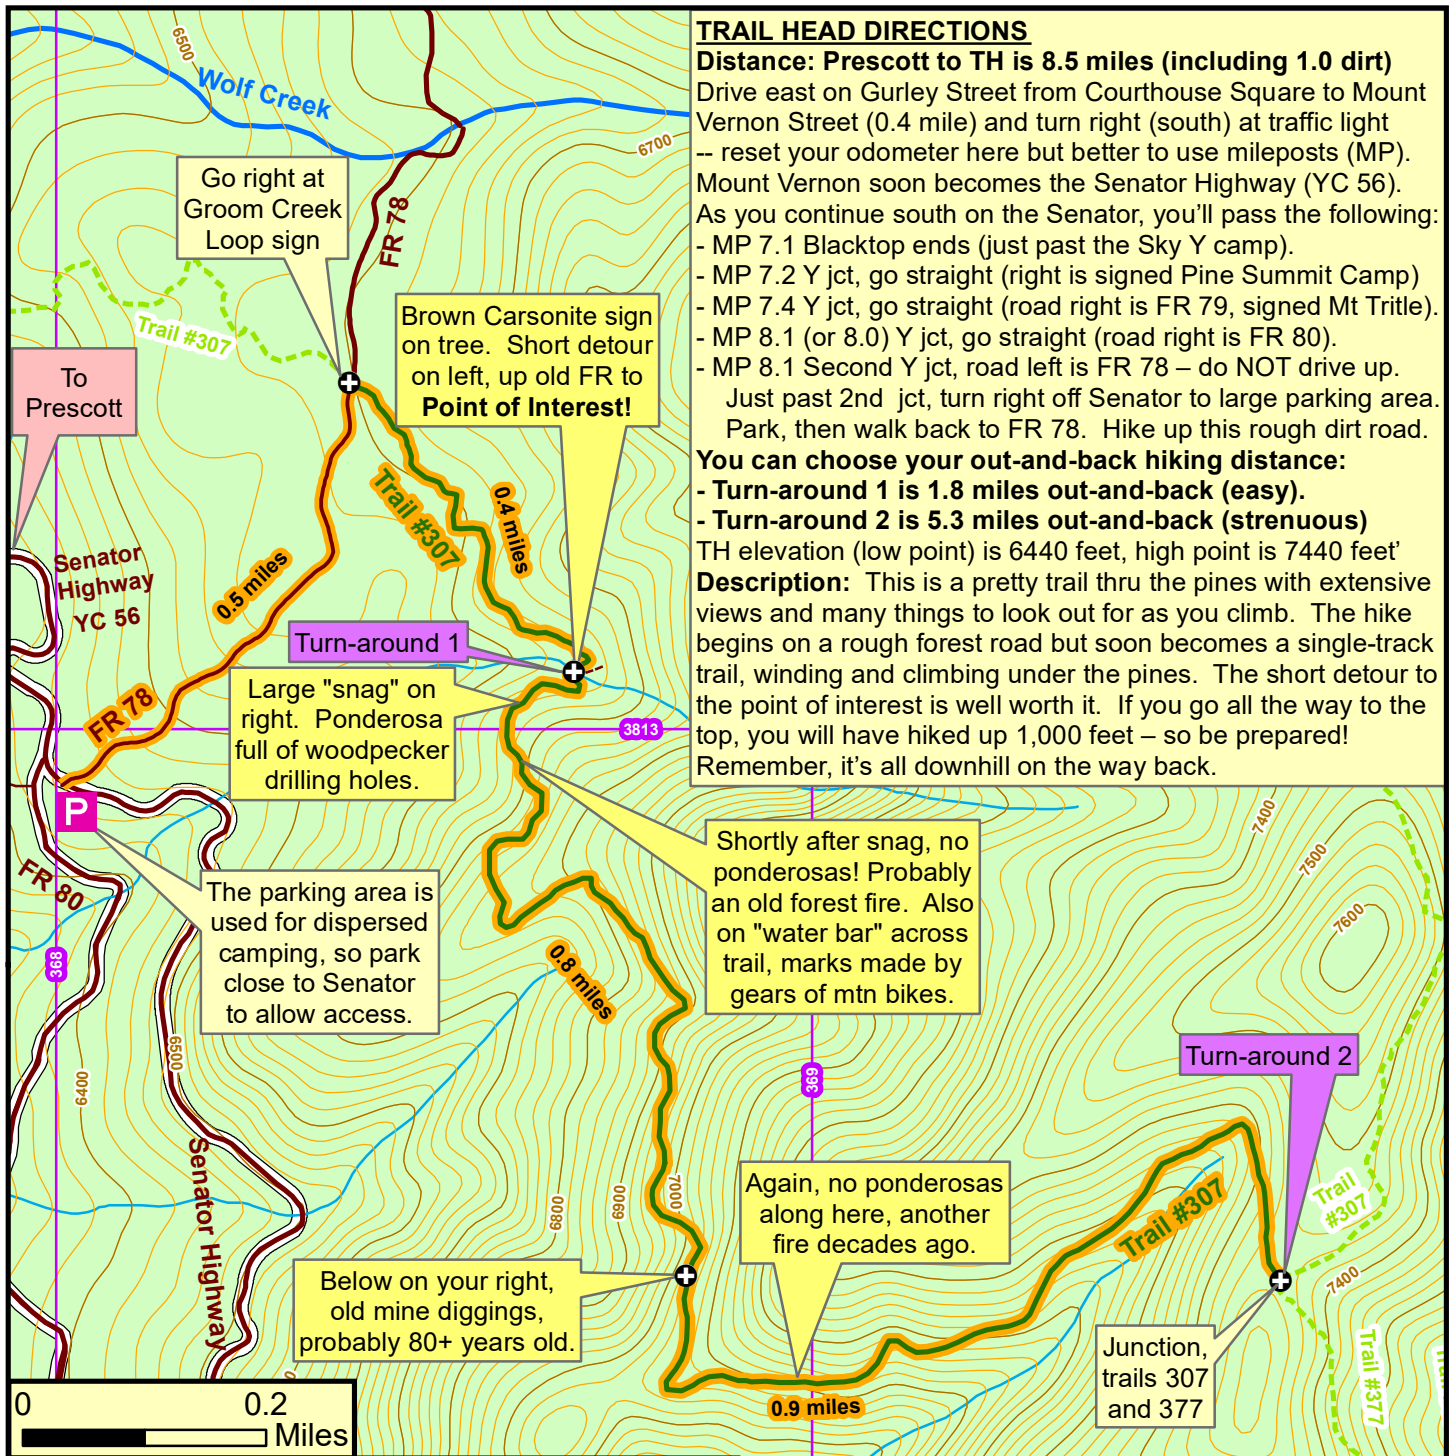 TRAIL HEAD DIRECTIONS
Distance: Prescott to TH is 8.5 miles (including 1.0 dirt)
Drive east on Gurley Street from Courthouse Square to Mount
Vernon Street (0.4 mile) and turn right (south) at traffic light
-- reset your odometer here but better to use mileposts (MP).
Mount Vernon soon becomes the Senator Highway (YC 56).
As you continue south on the Senator, you'll pass the following:
- MP 7.1 Blacktop ends (just past the Sky Y camp).
- MP 7.2 Y jct, go straight (right is signed Pine Summit Camp)
- MP 7.4 Y jct, go straight (road right is FR 79, signed Mt Tritle).
- MP 8.1 (or 8.0) Y jct, go straight (road right is FR 80).
- MP 8.1 Second Y jct, road left is FR 78 – do NOT drive up.
Just past 2nd jct, turn right off Senator to large parking area.
Park, then walk back to FR 78. Hike up this rough dirt road.
You can choose your out-and-back hiking distance:
- Turn-around 1 is 1.8 miles out-and-back (easy).
- Turn-around 2 is 5.3 miles out-and-back (strenuous)
TH elevation (low point) is 6440 feet, high point is 7440 feet'
Description: This is a pretty trail thru the pines with extensive
views and many things to look out for as you climb. The hike
begins on a rough forest road but soon becomes a single-track
trail, winding and climbing under the pines. The short detour to
the point of interest is well worth it. If you go all the way to the
top, you will have hiked up 1,000 feet – so be prepared!
Remember, it's all downhill on the way back.
6500
Wolf Creek
6700
Go right at
Groom Creek
Loop sign
FR 78
Trail #307
Brown Carsonite sign
on tree. Short detour
on left, up old FR to
Point of Interest!
To
Prescott
Trail #307
0.4 miles
Senator
Highway
YC 56
0.5 miles
Turn-around 1
FR 78
Large "snag" on
right. Ponderosa
full of woodpecker
drilling holes.
3813
P
Shortly after snag, no
ponderosas! Probably
an old forest fire. Also
on "water bar" across
trail, marks made by
gears of mtn bikes.
7400
7500
7600
FR 80
The parking area is
used for dispersed
camping, so park
close to Senator
to allow access.
368
0.8 miles
6500
6400
369
Turn-around 2
Senator Highway
6800
6900
7000
Again, no ponderosas
along here, another
fire decades ago.
Trail #307
Trail
#307
7400
Below on your right,
old mine diggings,
probably 80+ years old.
Junction,
trails 307
and 377
Trail #377
0.9 miles
0 0.2
Miles